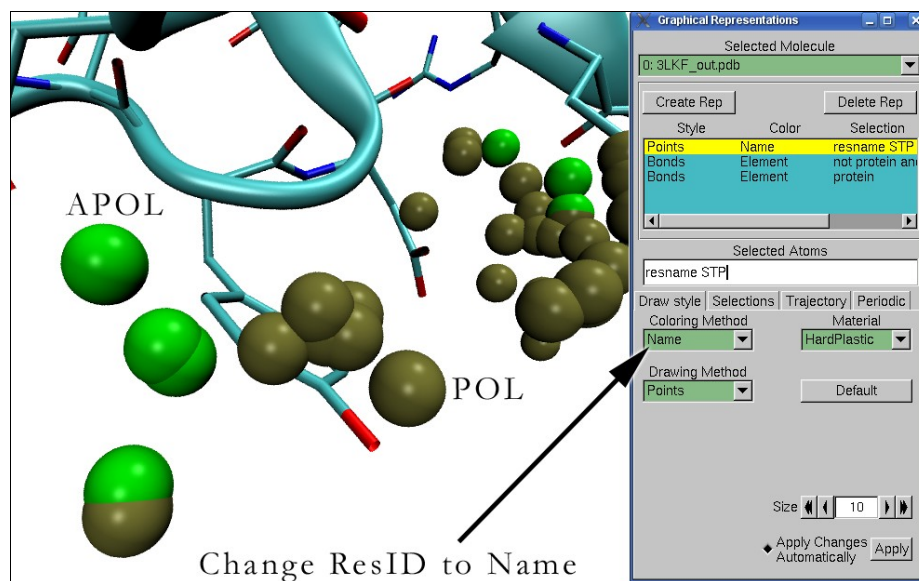 APOL
POL
Change ResID to Name
Graphical Representations
Selected Molecule
0: 3LKF_out.pdb
Create Rep
Delete Rep
Style Color Selection
Points Name resname STP
Bonds Element not protein and
Bonds Element protein
Selected Atoms
resname STP
Draw style Selections Trajectory Periodic
Coloring Method Material
Name HardPlastic
Drawing Method
Points Default
Size 10
Apply Changes
Automatically Apply